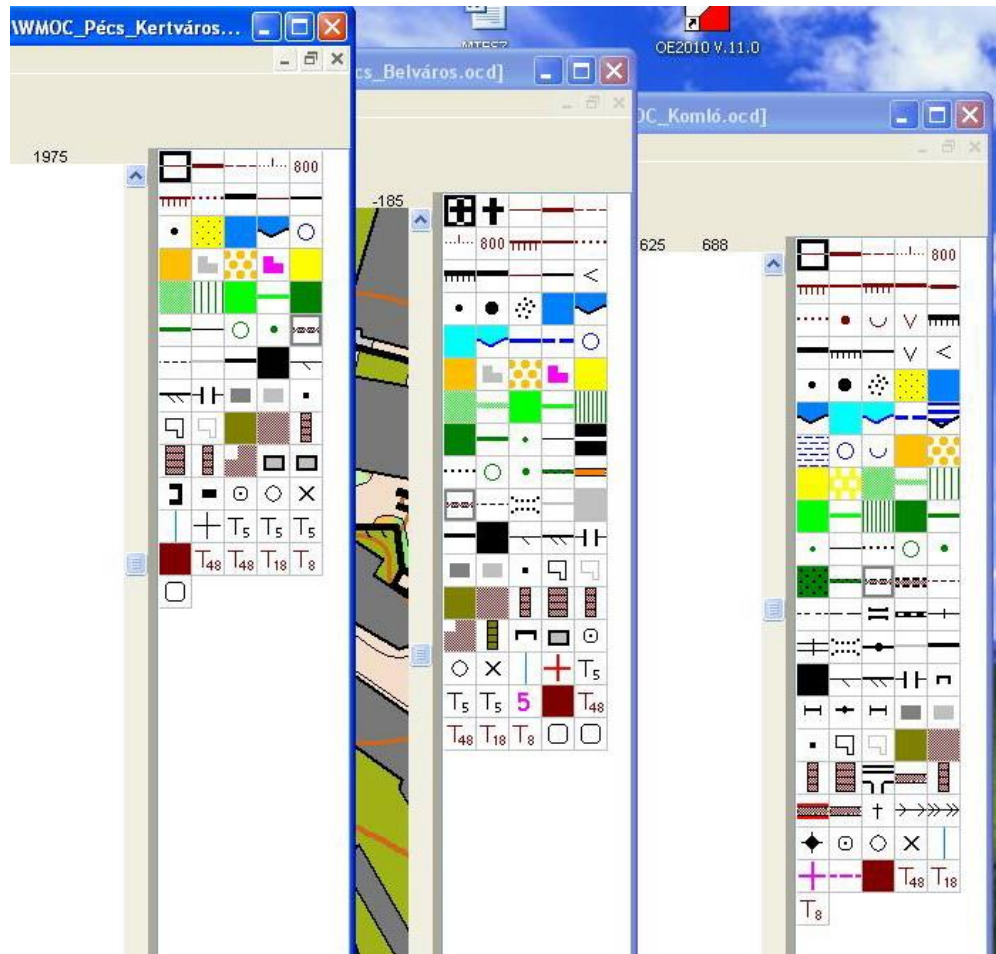 \WMOC_Pécs_Kertváros...
OE2010 V.11.0
cs_Belváros.ocd]
OC_Komló.ocd]
1975
800
-185
800
625 688
800
T5 T5 T5
T48 T48 T18 T8
T5
T5 T5 5 T48
T48 T18 T8
T48 T18
T8